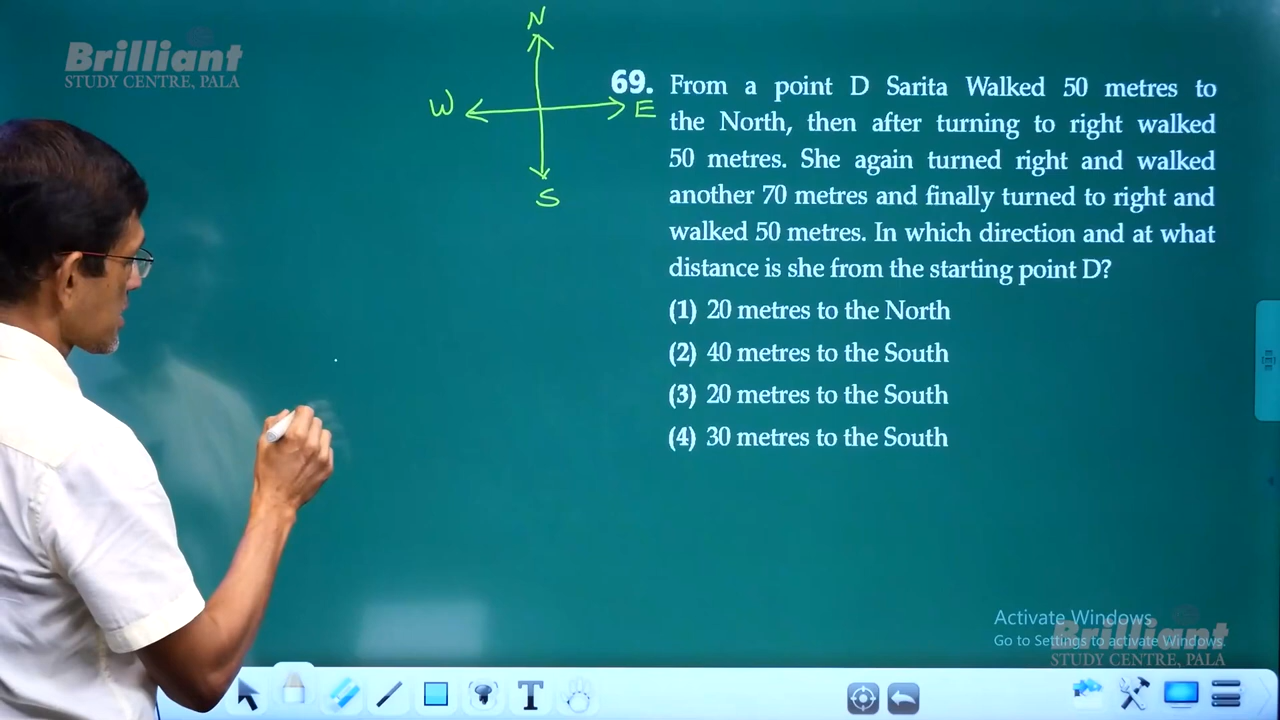 Brilliant
STUDY CENTRE, PALA
N
W
E
S
69. From a point D Sarita Walked 50 metres to
the North, then after turning to right walked
50 metres. She again turned right and walked
another 70 metres and finally turned to right and
walked 50 metres. In which direction and at what
distance is she from the starting point D?
(1) 20 metres to the North
(2) 40 metres to the South
(3) 20 metres to the South
(4) 30 metres to the South
Activate Windows
Go to Settings to activate Windows.
Brilliant
STUDY CENTRE, PALA
T